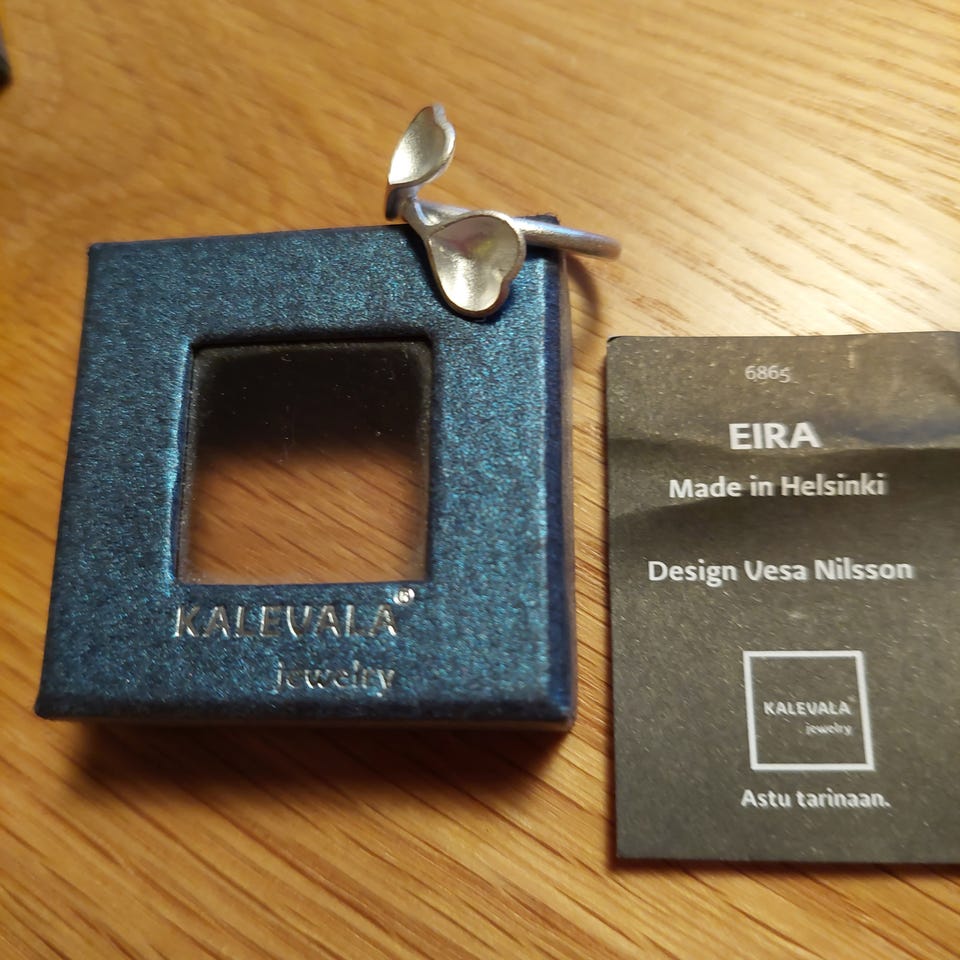 KALEVALA®
jewelry
6865
EIRA
Made in Helsinki
Design Vesa Nilsson
KALEVALA®
jewelry
Astu tarinaan.